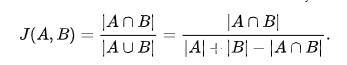 J(A, B) = |A ∩ B| / |A ∪ B| = |A ∩ B| / (|A| + |B| − |A ∩ B|).